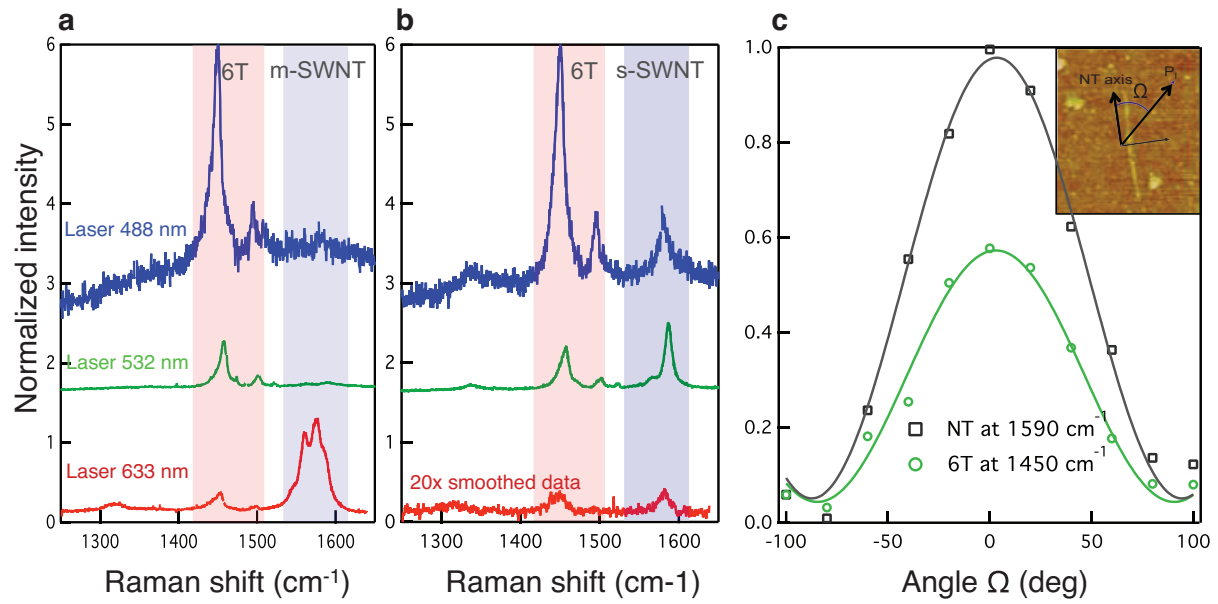 a
b
c
Normalized intensity
6
5
4
3
2
1
0
6T
m-SWNT
Laser 488 nm
Laser 532 nm
Laser 633 nm
1300
1400
1500
1600
Raman shift (cm-1)
6
5
4
3
2
1
0
6T
s-SWNT
20x smoothed data
1300
1400
1500
1600
Raman shift (cm-1)
1.0
0.8
0.6
0.4
0.2
0.0
NT axis
Ω
NT at 1590 cm-1
6T at 1450 cm-1
-100
-50
0
50
100
Angle Ω (deg)